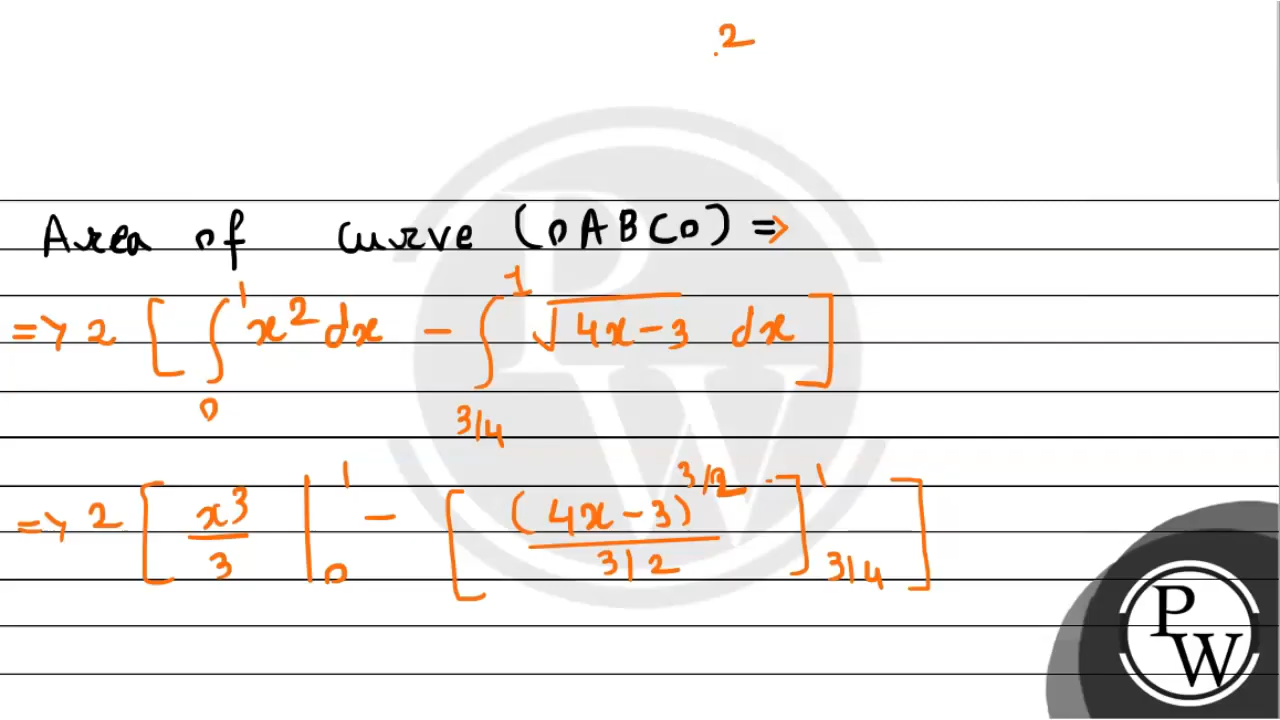 .2
Area of curve (OABCO) =>
=> 2 [ ∫₀¹ x² dx - ∫_{3/4}^{1} √(4x-3) dx ]
=> 2 [ x³/3 |₀¹ - [ (4x-3)^{3/2} / 3/2 ]_{3/4}^{1} ]
PW
PW